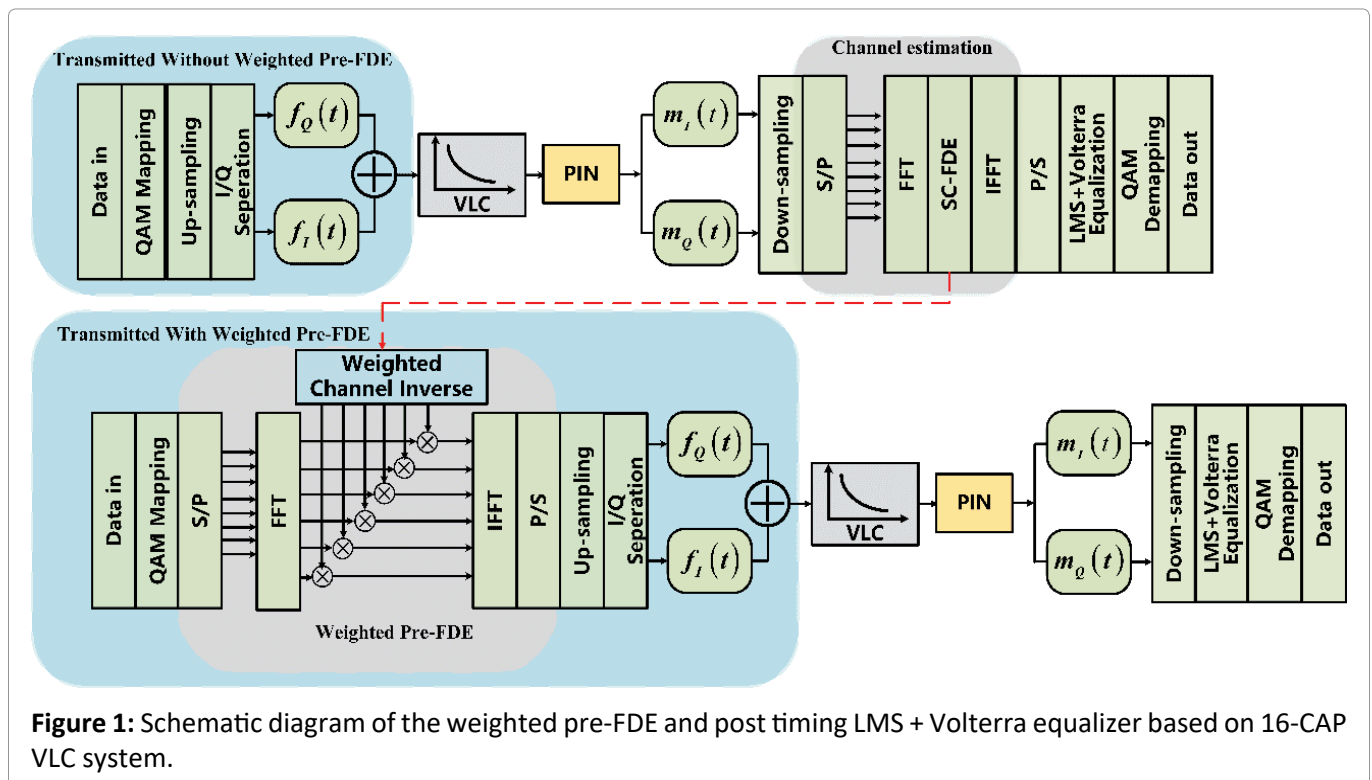 Transmitted Without Weighted Pre-FDE
Data in
QAM Mapping
Up-sampling
I/Q
Seperation
f_Q(t)
f_I(t)
VLC
PIN
m_I(t)
m_Q(t)
Channel estimation
Down-sampling
S/P
FFT
SC-FDE
IFFT
P/S
LMS+Volterra
Equalization
QAM
Demapping
Data out
Transmitted With Weighted Pre-FDE
Weighted
Channel Inverse
Data in
QAM Mapping
S/P
FFT
IFFT
P/S
Up-sampling
I/Q
Seperation
Weighted Pre-FDE
f_Q(t)
f_I(t)
VLC
PIN
m_I(t)
m_Q(t)
Down-sampling
LMS+Volterra
Equalization
QAM
Demapping
Data out
Figure 1: Schematic diagram of the weighted pre-FDE and post timing LMS + Volterra equalizer based on 16-CAP
VLC system.